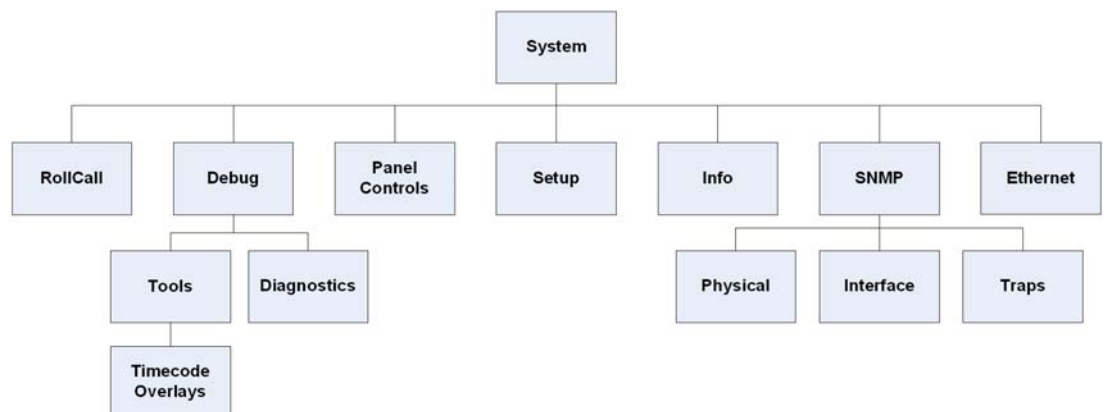 System
RollCall
Debug
Panel
Controls
Setup
Info
SNMP
Ethernet
Tools
Diagnostics
Physical
Interface
Traps
Timecode
Overlays